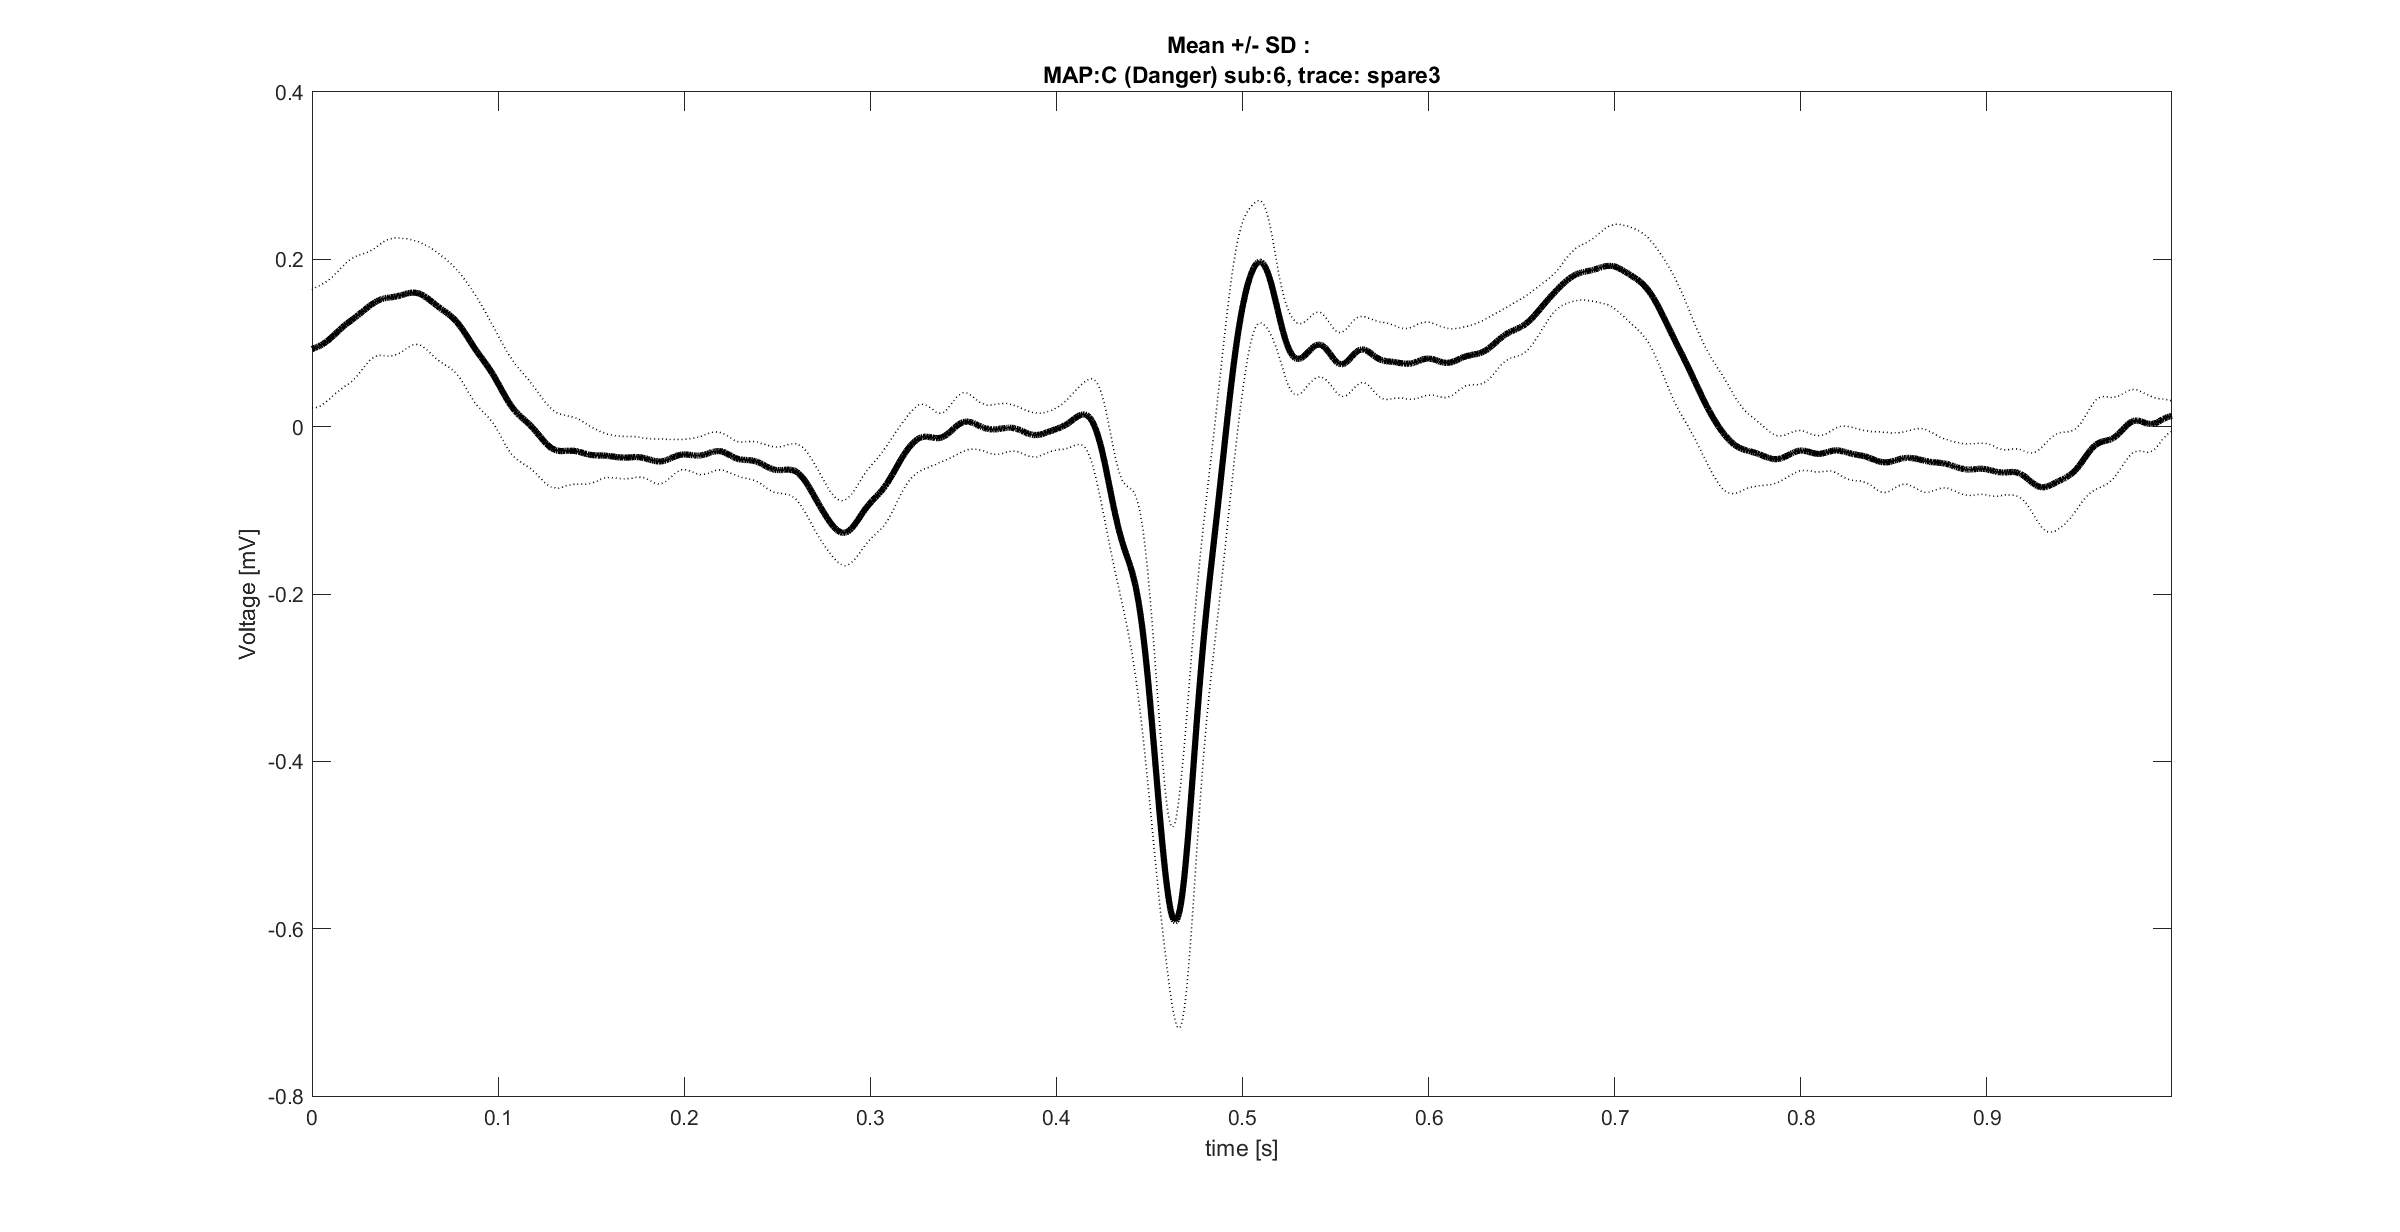 Mean +/- SD :
MAP:C (Danger) sub:6, trace: spare3
0.4
0.2
0
-0.2
-0.4
-0.6
-0.8
Voltage [mV]
0 0.1 0.2 0.3 0.4 0.5 0.6 0.7 0.8 0.9
time [s]